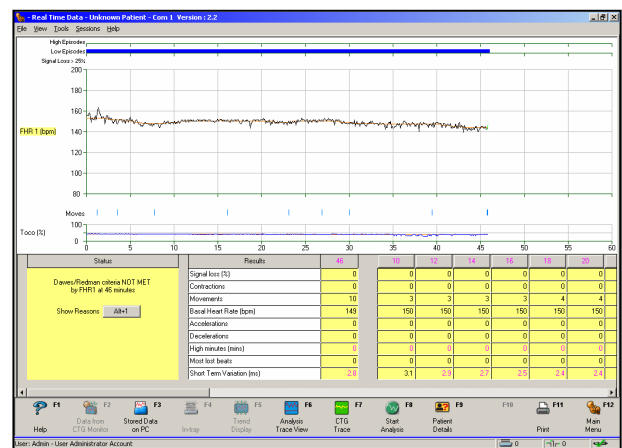 - Real Time Data - Unknown Patient - Com 1 Version : 2.2
File View Tools Sessions Help
High Episodes
Low Episodes
Signal Loss > 25%
200
180
160
140
120
100
80
FHR 1 (bpm)
Moves
Toco (%)
100
0
0 5 10 15 20 25 30 35 40 45 50 55 60
Status
Dawes/Redman criteria NOT MET
by FHR1 at 46 minutes
Show Reasons Alt+1
Results 46 10 12 14 16 18 20
Signal loss (%) 0 0 0 0 0 0 0
Contractions 0 0 0 0 0 0 0
Movements 10 3 3 3 3 4 4
Basal Heart Rate (bpm) 149 150 150 150 150 150 150
Accelerations 0 0 0 0 0 0 0
Decelerations 0 0 0 0 0 0 0
High minutes (mins) 0 0 0 0 0 0 0
Most lost beats 0 0 0 0 0 0 0
Short Term Variation (ms) 2.8 3.1 2.9 2.7 2.5 2.4 2.4
F1 Help
F2 Data from CTG Monitor
F3 Stored Data on PC
F4 In-trap
F5 Trend Display
F6 Analysis Trace View
F7 CTG Trace
F8 Start Analysis
F9 Patient Details
F10
F11 Print
F12 Main Menu
User: Admin - User Administrator Account
0
0